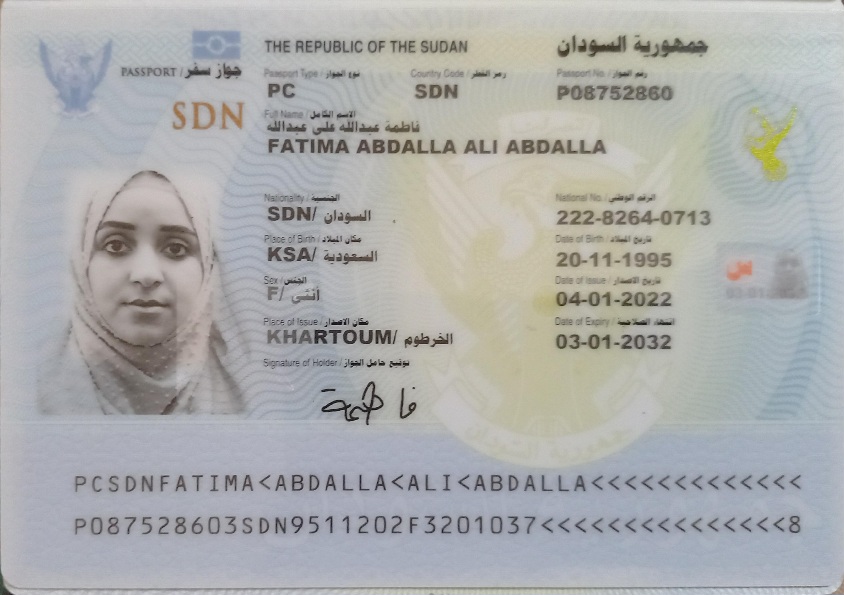 THE REPUBLIC OF THE SUDAN جمهورية السودان
PASSPORT / جواز سفر
Passport Type / نوع الجواز Country Code / رمز القطر Passport No. / رقم الجواز
PC SDN P08752860
SDN
Full Name / الاسم الكامل
فاطمة عبدالله على عبدالله
FATIMA ABDALLA ALI ABDALLA
Nationality / الجنسية National No. / الرقم الوطني
SDN/ السودان 222-8264-0713
Place of Birth / مكان الميلاد Date of Birth / تاريخ الميلاد
KSA/ السعودية 20-11-1995
Sex / الجنس Date of Issue / تاريخ الاصدار
F/ أنثى 04-01-2022
Place of Issue / مكان الاصدار Date of Expiry / انتهاء الصلاحية
KHARTOUM/ الخرطوم 03-01-2032
Signature of Holder / توقيع حامل الجواز
فاطمة
جمهورية السودان
PCSDNFATIMA<ABDALLA<ALI<ABDALLA<<<<<<<<<<<<<
P087528603SDN9511202F3201037<<<<<<<<<<<<<<<8